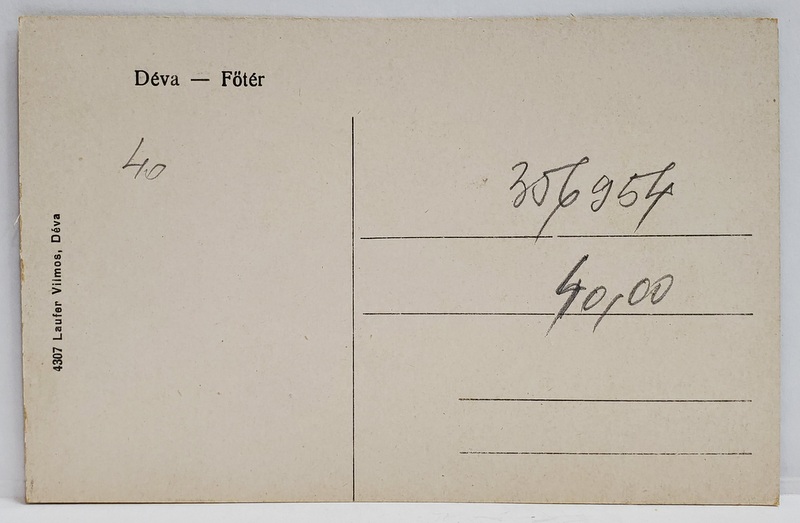 Déva — Főtér
40
356954
40,00
4307 Laufer Vilmos, Déva